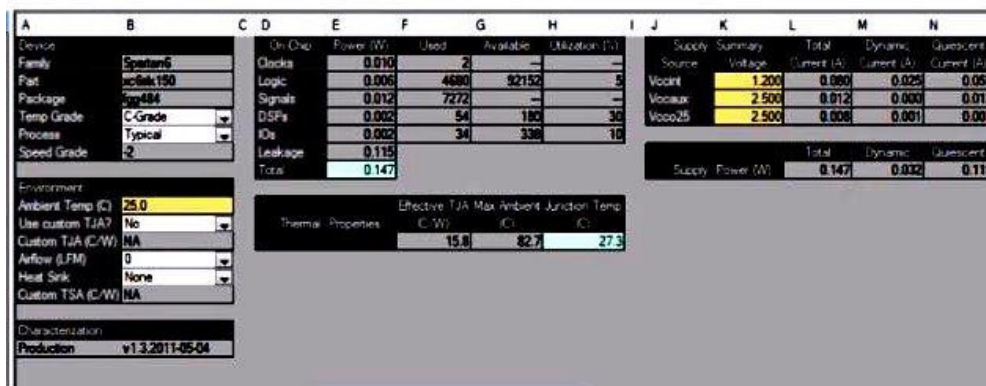 A B C D E F G H I J K L M N
Device
Family Spartan6
Part xc6slx150
Package fgg484
Temp Grade C-Grade
Process Typical
Speed Grade -2
Environment
Ambient Temp (C) 25.0
Use custom TJA? No
Custom TJA (C/W) NA
Airflow (LFM) 0
Heat Sink None
Custom TSA (C/W) NA
Characterization
Production v1.3,2011-05-04
On-Chip Power (W) Used Available Utilization (%)
Clocks 0.010 2 --- ---
Logic 0.006 4680 92152 5
Signals 0.012 7272 --- ---
DSPs 0.002 54 180 30
IOs 0.002 34 338 10
Leakage 0.115
Total 0.147
Effective TJA Max Ambient Junction Temp
Thermal Properties (C/W) (C) (C)
15.8 82.7 27.3
Supply Summary Total Dynamic Quiescent
Source Voltage Current (A) Current (A) Current (A)
Vccint 1.200 0.080 0.025 0.05
Vccaux 2.500 0.012 0.000 0.01
Vcco25 2.500 0.008 0.001 0.00
Total Dynamic Quiescent
Supply Power (W) 0.147 0.032 0.11